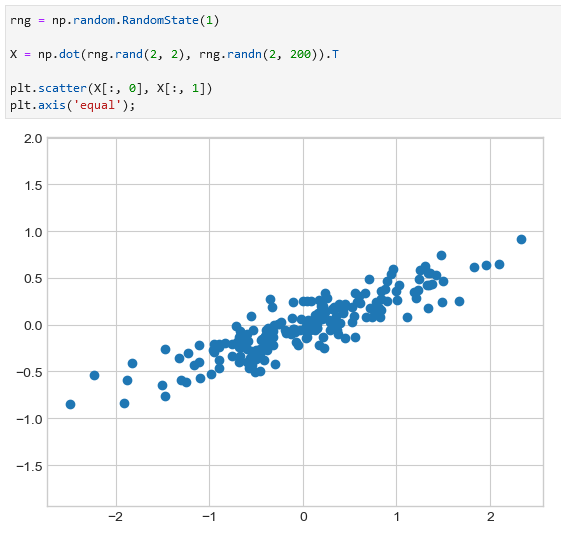 rng = np.random.RandomState(1)
X = np.dot(rng.rand(2, 2), rng.randn(2, 200)).T
plt.scatter(X[:, 0], X[:, 1])
plt.axis('equal');
2.0
1.5
1.0
0.5
0.0
−0.5
−1.0
−1.5
−2 −1 0 1 2